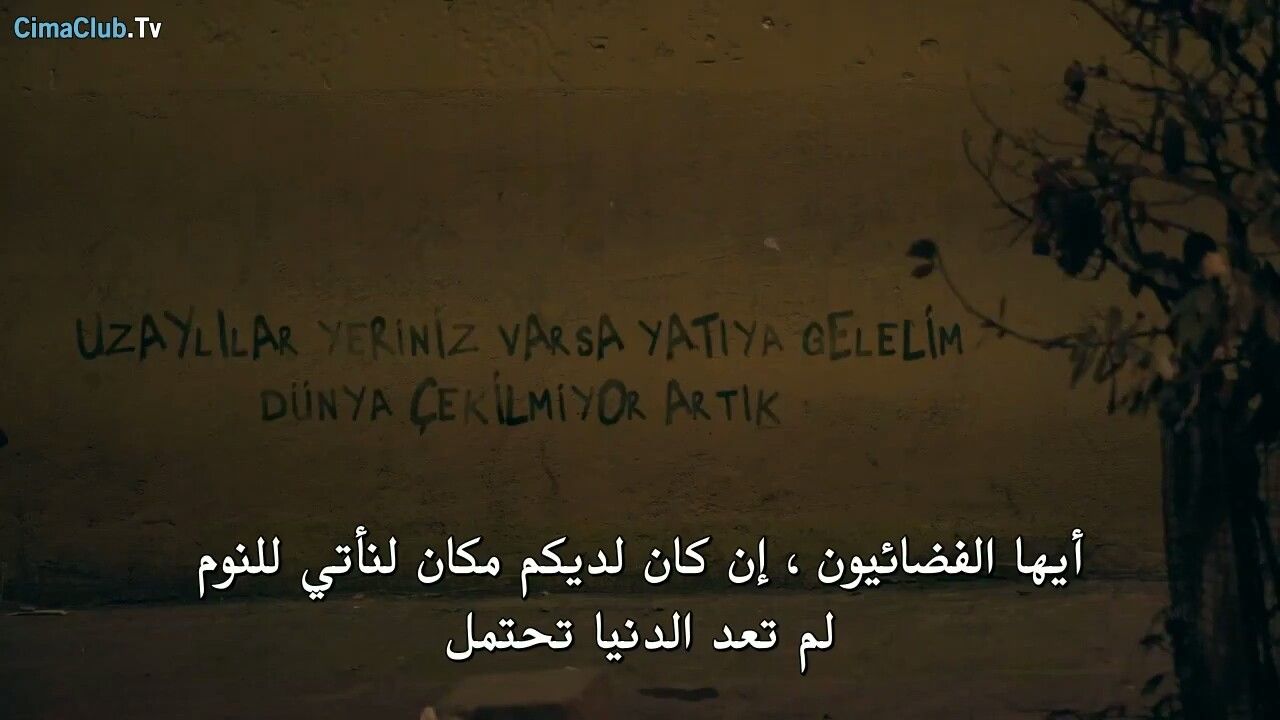 CimaClub.Tv
UZAYLILAR YERİNİZ VARSA YATIYA GELELİM
DÜNYA ÇEKİLMİYOR ARTIK
أيها الفضائيون ، إن كان لديكم مكان لنأتي للنوم
لم تعد الدنيا تحتمل